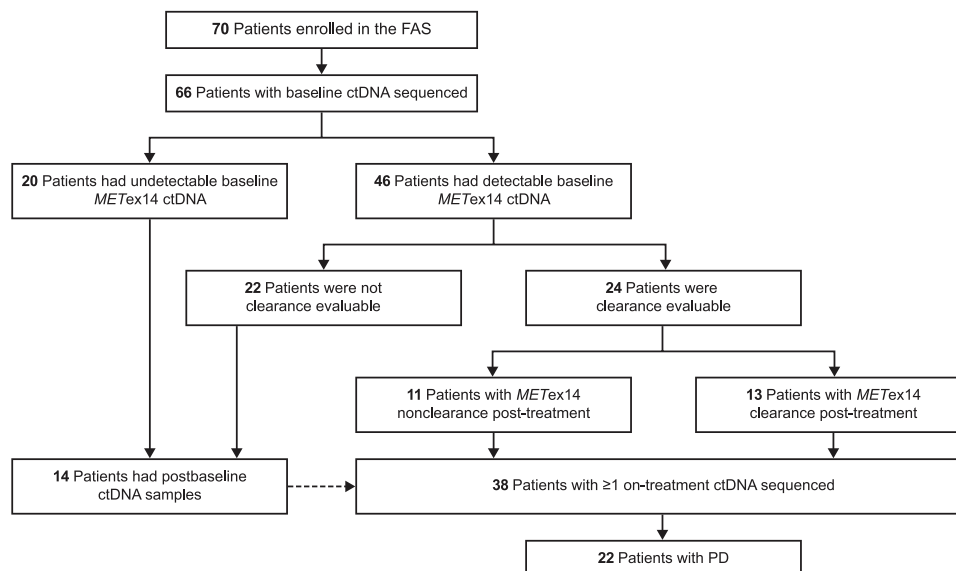 70 Patients enrolled in the FAS
66 Patients with baseline ctDNA sequenced
20 Patients had undetectable baseline
METex14 ctDNA
46 Patients had detectable baseline
METex14 ctDNA
22 Patients were not
clearance evaluable
24 Patients were
clearance evaluable
11 Patients with METex14
nonclearance post-treatment
13 Patients with METex14
clearance post-treatment
14 Patients had postbaseline
ctDNA samples
38 Patients with ≥1 on-treatment ctDNA sequenced
22 Patients with PD